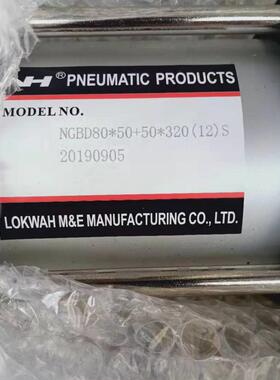 ® PNEUMATIC PRODUCTS
MODEL NO.
NGBD80*50+50*320(12)S
20190905
LOKWAH M&E MANUFACTURING CO., LTD.